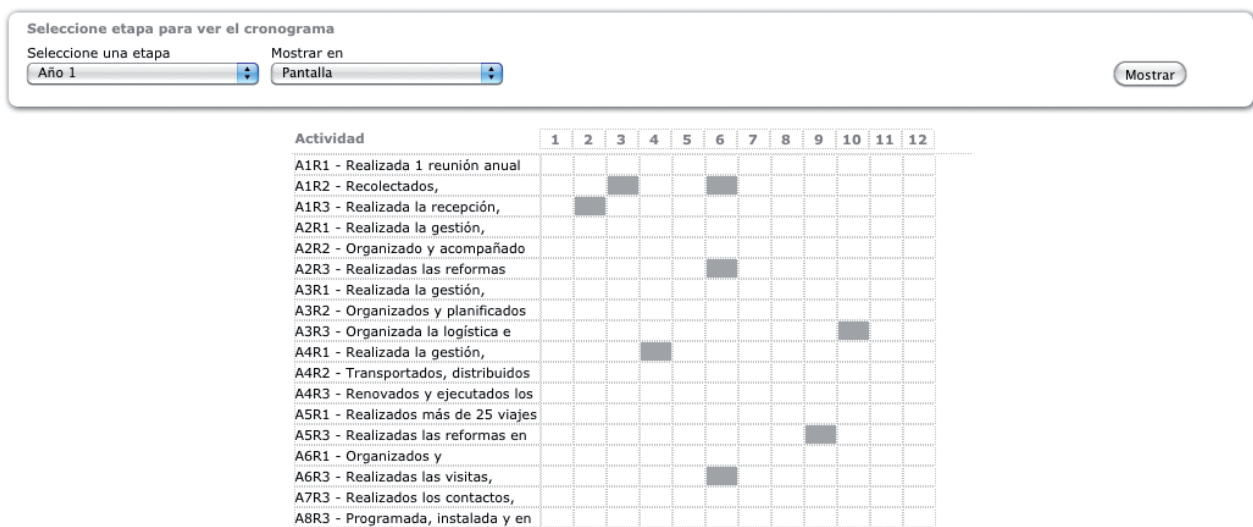 Seleccione etapa para ver el cronograma
Seleccione una etapa Mostrar en
Año 1 Pantalla Mostrar
Actividad 1 2 3 4 5 6 7 8 9 10 11 12
A1R1 - Realizada 1 reunión anual
A1R2 - Recolectados,
A1R3 - Realizada la recepción,
A2R1 - Realizada la gestión,
A2R2 - Organizado y acompañado
A2R3 - Realizadas las reformas
A3R1 - Realizada la gestión,
A3R2 - Organizados y planificados
A3R3 - Organizada la logística e
A4R1 - Realizada la gestión,
A4R2 - Transportados, distribuidos
A4R3 - Renovados y ejecutados los
A5R1 - Realizados más de 25 viajes
A5R3 - Realizadas las reformas en
A6R1 - Organizados y
A6R3 - Realizadas las visitas,
A7R3 - Realizados los contactos,
A8R3 - Programada, instalada y en